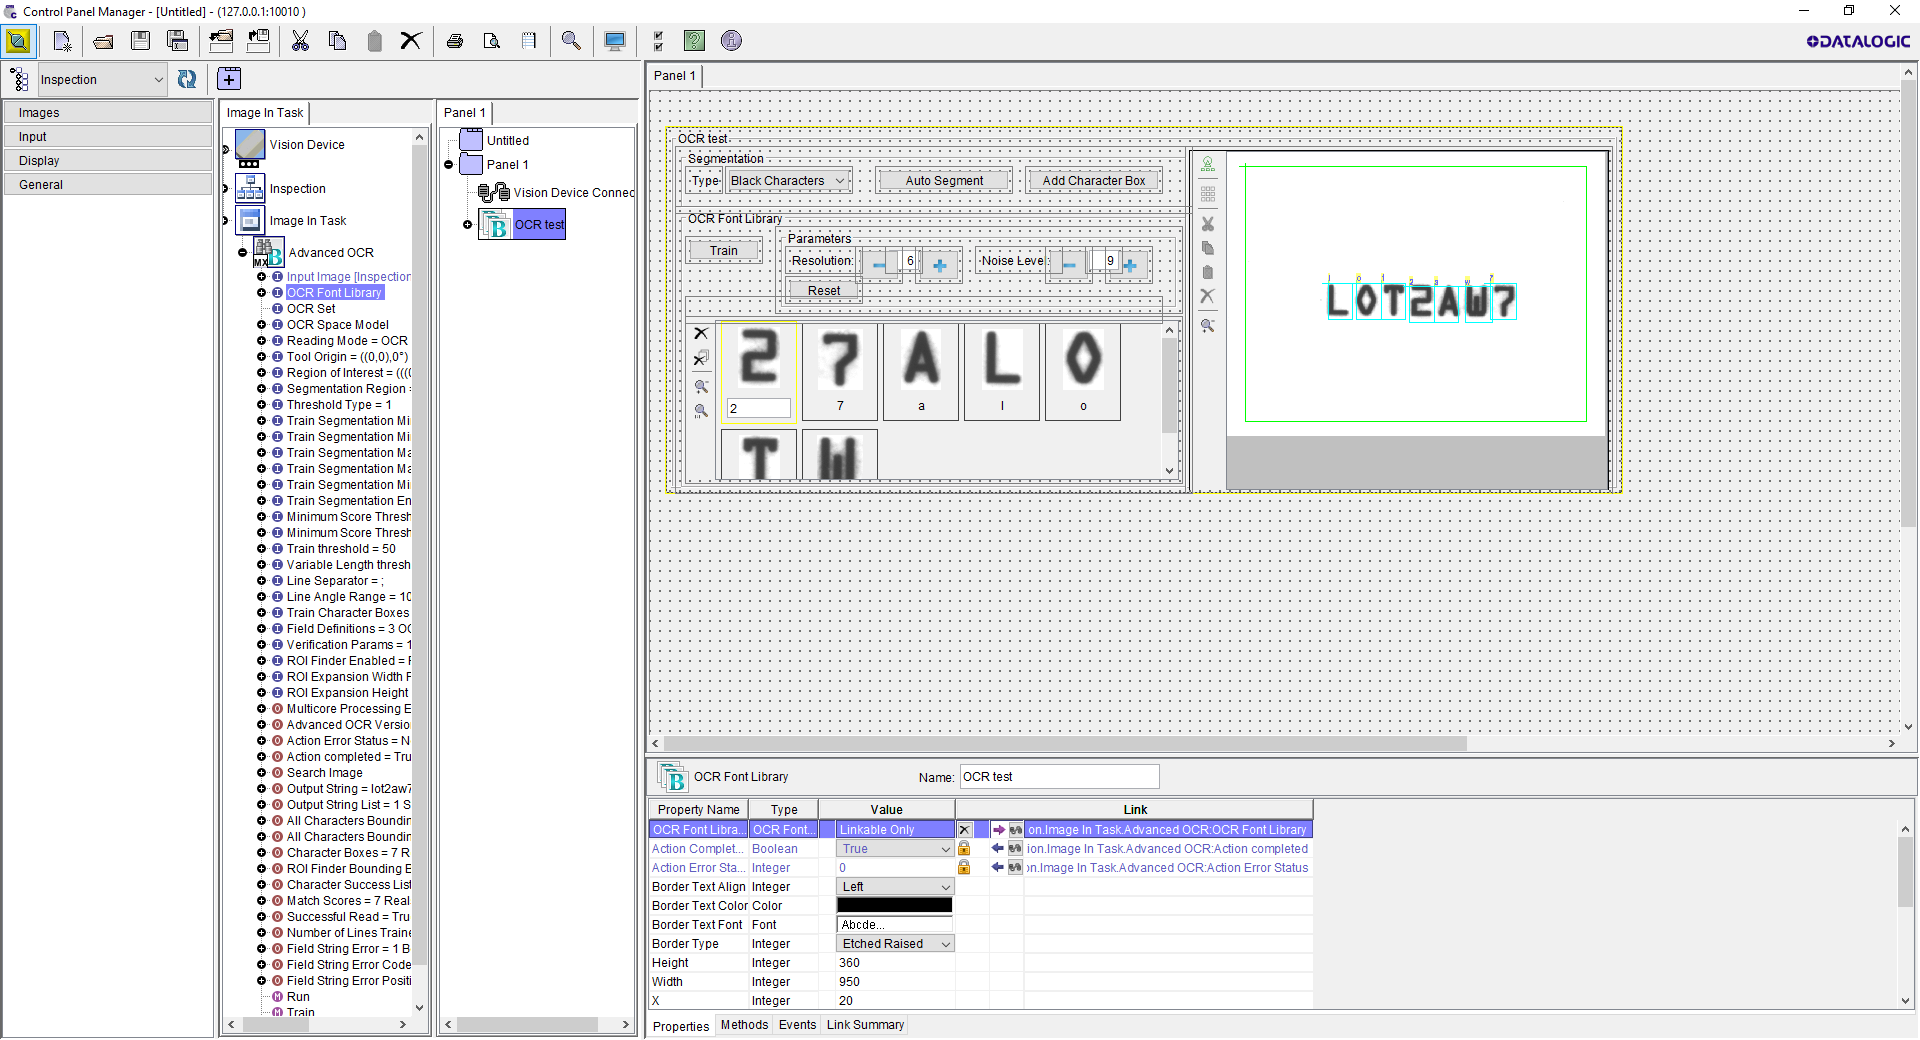 Control Panel Manager - [Untitled] - (127.0.0.1:10010 )
DATALOGIC
Inspection
Images
Input
Display
General
Image In Task
Vision Device
Inspection
Image In Task
Advanced OCR
Input Image [Inspection
OCR Font Library
OCR Set
OCR Space Model
Reading Mode = OCR
Tool Origin = ((0,0),0°)
Region of Interest = (((0
Segmentation Region =
Threshold Type = 1
Train Segmentation Mi
Train Segmentation Mi
Train Segmentation Ma
Train Segmentation Ma
Train Segmentation Mi
Train Segmentation En
Minimum Score Thresh
Minimum Score Thresh
Train threshold = 50
Variable Length thresh
Line Separator = ;
Line Angle Range = 10
Train Character Boxes
Field Definitions = 3 OC
Verification Params = 1
ROI Finder Enabled = F
ROI Expansion Width F
ROI Expansion Height
Multicore Processing E
Advanced OCR Versio
Action Error Status = N
Action completed = Tru
Search Image
Output String = lot2aw7
Output String List = 1 S
All Characters Boundin
All Characters Boundin
Character Boxes = 7 R
ROI Finder Bounding B
Character Success List
Match Scores = 7 Real
Successful Read = Tru
Number of Lines Traine
Field String Error = 1 B
Field String Error Code
Field String Error Positi
Run
Train
Panel 1
Untitled
Panel 1
Vision Device Connec
OCR test
Panel 1
OCR test
Segmentation
Type Black Characters Auto Segment Add Character Box
OCR Font Library
Train
Parameters
Resolution: 6 Noise Level: 9
Reset
2 7 A L O
2 7 a l o
T W
l o t 2 a w 7
LOT2AW7
OCR Font Library Name: OCR test
Property Name Type Value Link
OCR Font Libra... OCR Font... Linkable Only on.Image In Task.Advanced OCR:OCR Font Library
Action Complet... Boolean True ion.Image In Task.Advanced OCR:Action completed
Action Error Sta... Integer 0 on.Image In Task.Advanced OCR:Action Error Status
Border Text Align Integer Left
Border Text Color Color
Border Text Font Font Abcde...
Border Type Integer Etched Raised
Height Integer 360
Width Integer 950
X Integer 20
Properties Methods Events Link Summary